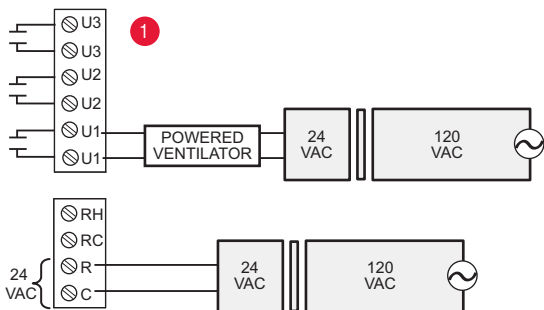 U3
1
U3
U2
U2
U1
U1
POWERED
VENTILATOR
24
VAC
120
VAC
RH
RC
R
C
24
VAC
24
VAC
120
VAC